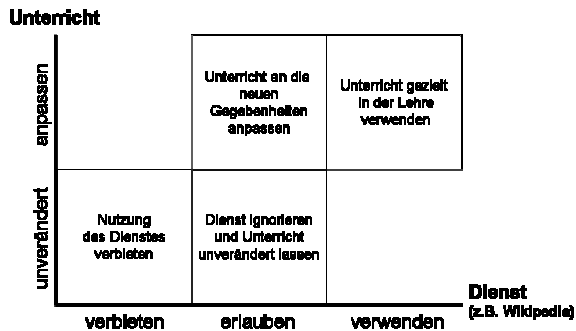 Unterricht
anpassen
Unterricht an die
neuen
Gegebenheiten
anpassen
Unterricht gezielt
in der Lehre
verwenden
unverändert
Nutzung
des Dienstes
verbieten
Dienst ignorieren
und Unterricht
unverändert lassen
Dienst
(z.B. Wikipedia)
verbieten
erlauben
verwenden